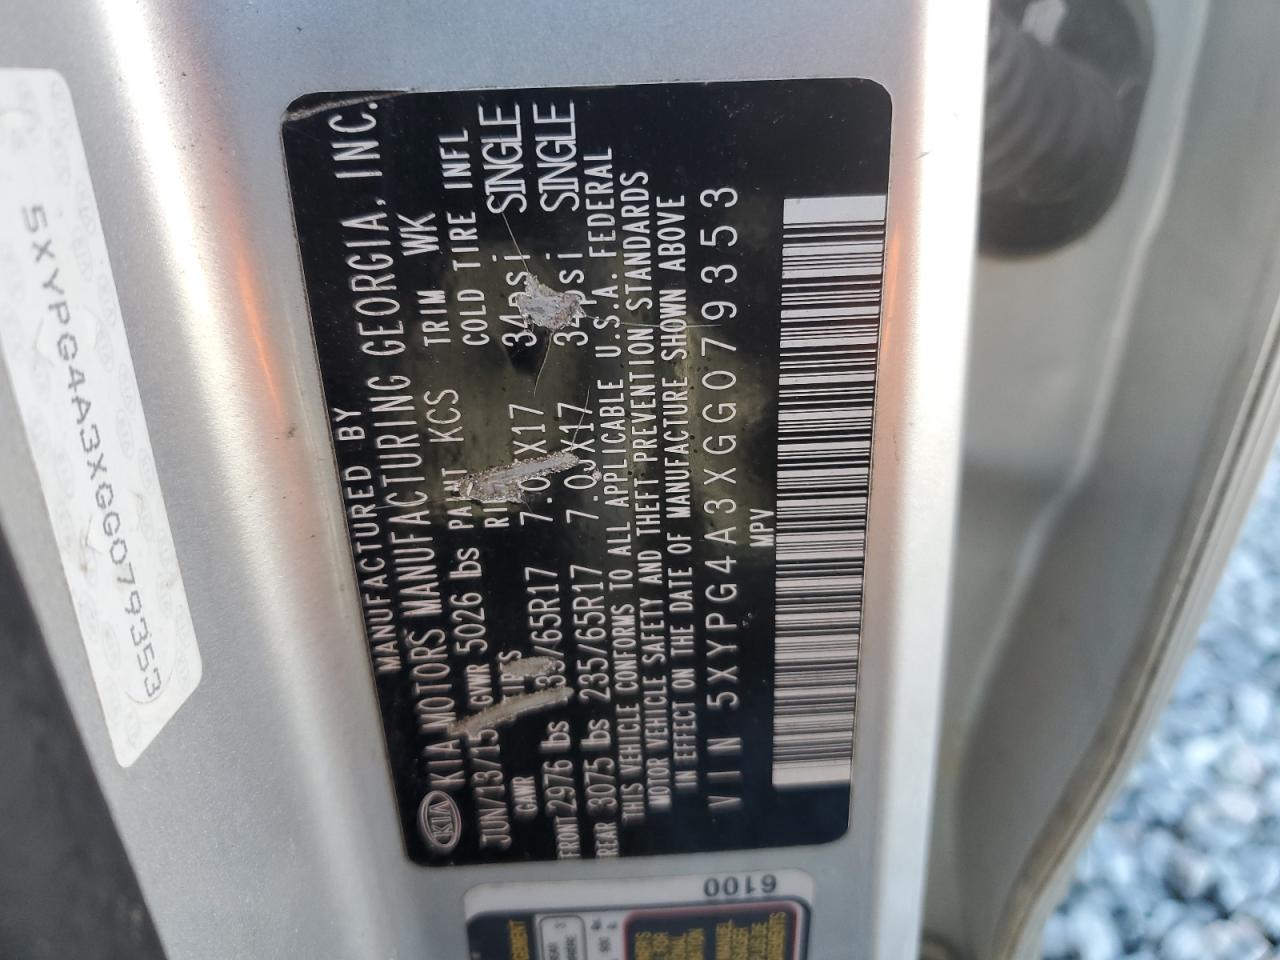 MANUFACTURED BY
KIA KIA MOTORS MANUFACTURING GEORGIA, INC.
JUN/13/15 GVWR 5026 lbs PAINT KCS TRIM WK
GAWR TIRES RIM COLD TIRE INFL
FRONT 2976 lbs 7.0X17 34psi SINGLE
REAR 3075 lbs 235/65R17 7.0JX17 34psi SINGLE
THIS VEHICLE CONFORMS TO ALL APPLICABLE U.S.A. FEDERAL
MOTOR VEHICLE SAFETY AND THEFT PREVENTION STANDARDS
IN EFFECT ON THE DATE OF MANUFACTURE SHOWN ABOVE
VIN 5XYPG4A3XGG079353
MPV
5XYPG4A3XGG079353
6100